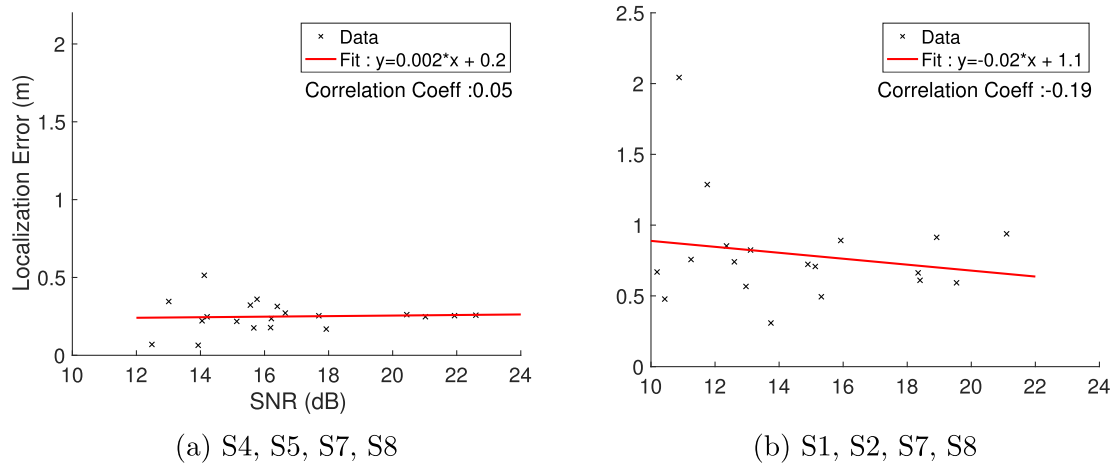 Localization Error (m)
2
1.5
1
0.5
0
Data
Fit : y=0.002*x + 0.2
Correlation Coeff :0.05
10 12 14 16 18 20 22 24
SNR (dB)
(a) S4, S5, S7, S8
2.5
2
1.5
1
0.5
0
Data
Fit : y=-0.02*x + 1.1
Correlation Coeff :-0.19
10 12 14 16 18 20 22 24
(b) S1, S2, S7, S8